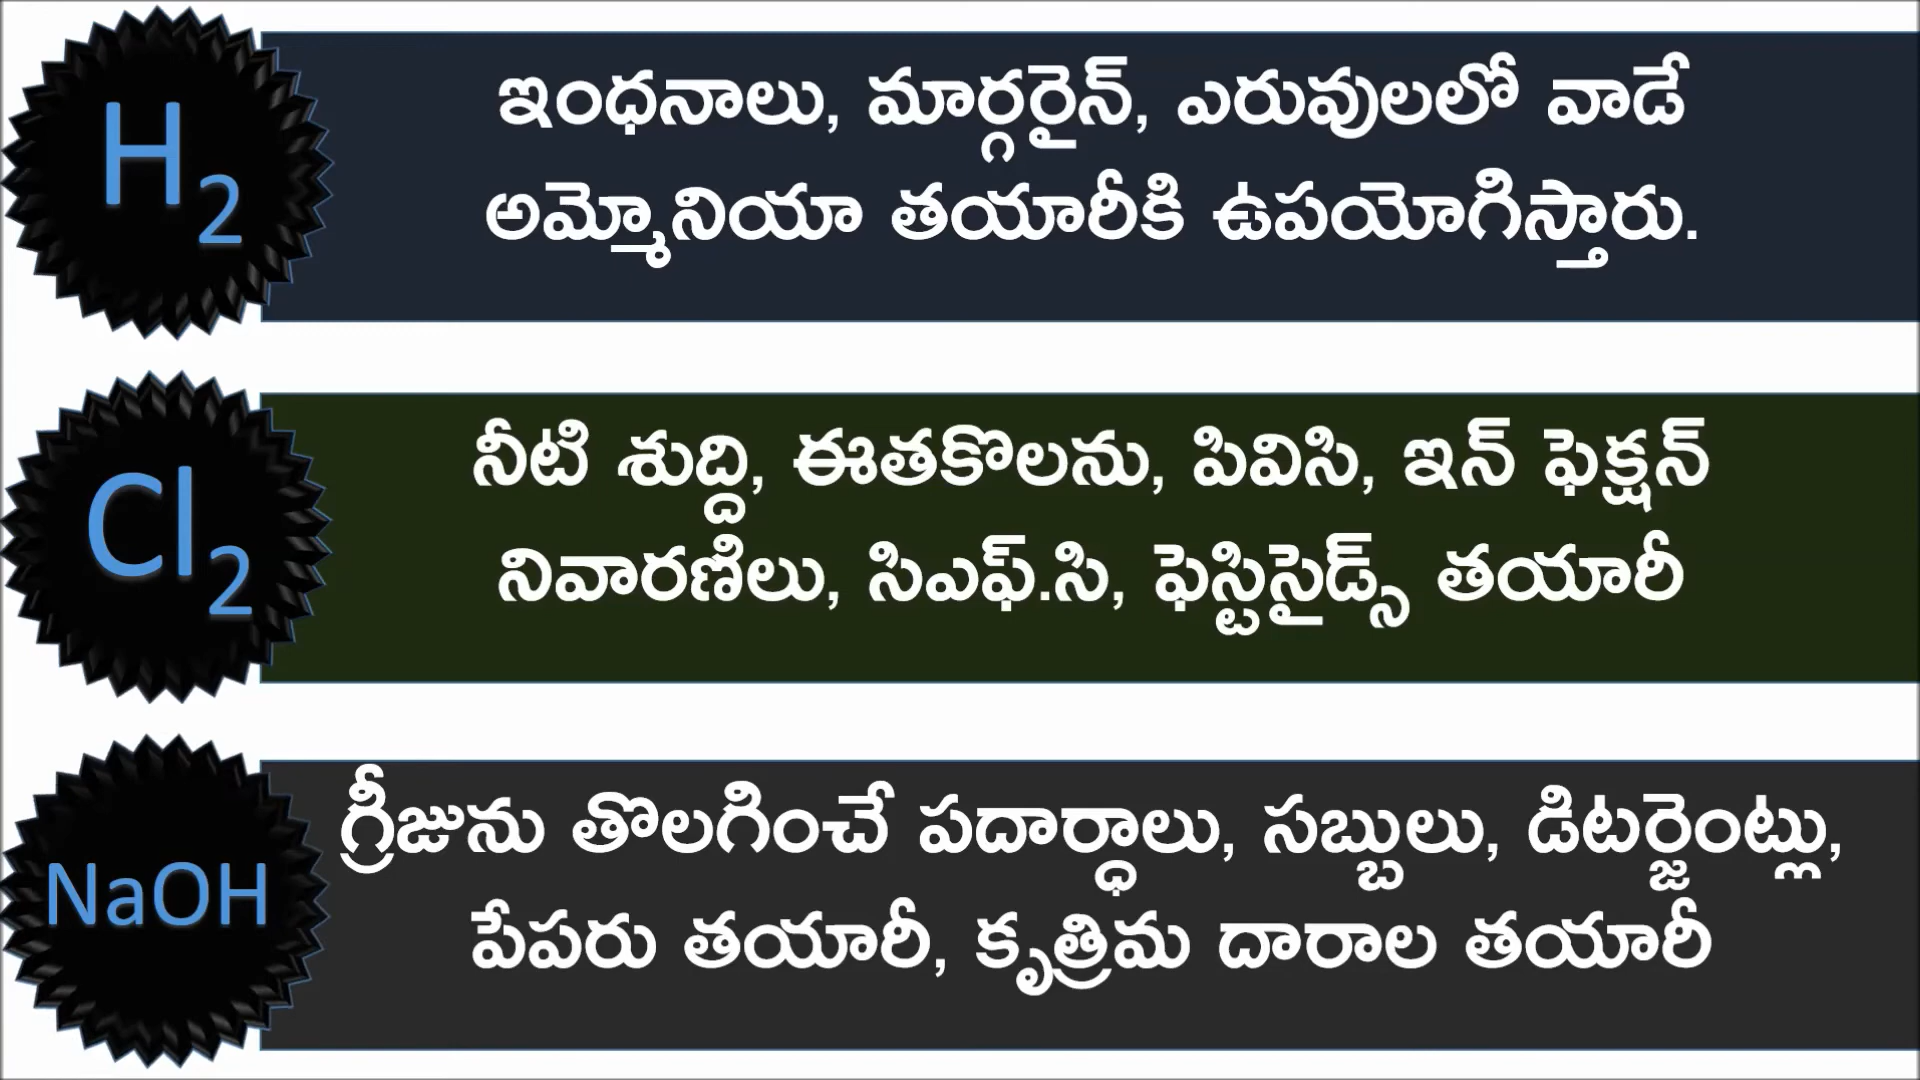 H₂
ఇంధనాలు, మార్గరైన్, ఎరువులలో వాడే
అమ్మోనియా తయారీకి ఉపయోగిస్తారు.
Cl₂
నీటి శుద్ది, ఈతకొలను, పివిసి, ఇన్ ఫెక్షన్
నివారణిలు, సిఎఫ్.సి, ఫెస్టిసైడ్స్ తయారీ
NaOH
గ్రీజును తొలగించే పదార్ధాలు, సబ్బులు, డిటర్జెంట్లు,
పేపరు తయారీ, కృత్రిమ దారాల తయారీ